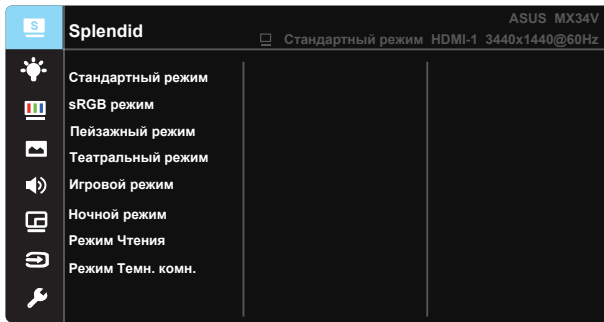 S
Splendid
ASUS MX34V
Стандартный режим HDMI-1 3440x1440@60Hz
Стандартный режим
sRGB режим
Пейзажный режим
Театральный режим
Игровой режим
Ночной режим
Режим Чтения
Режим Темн. комн.